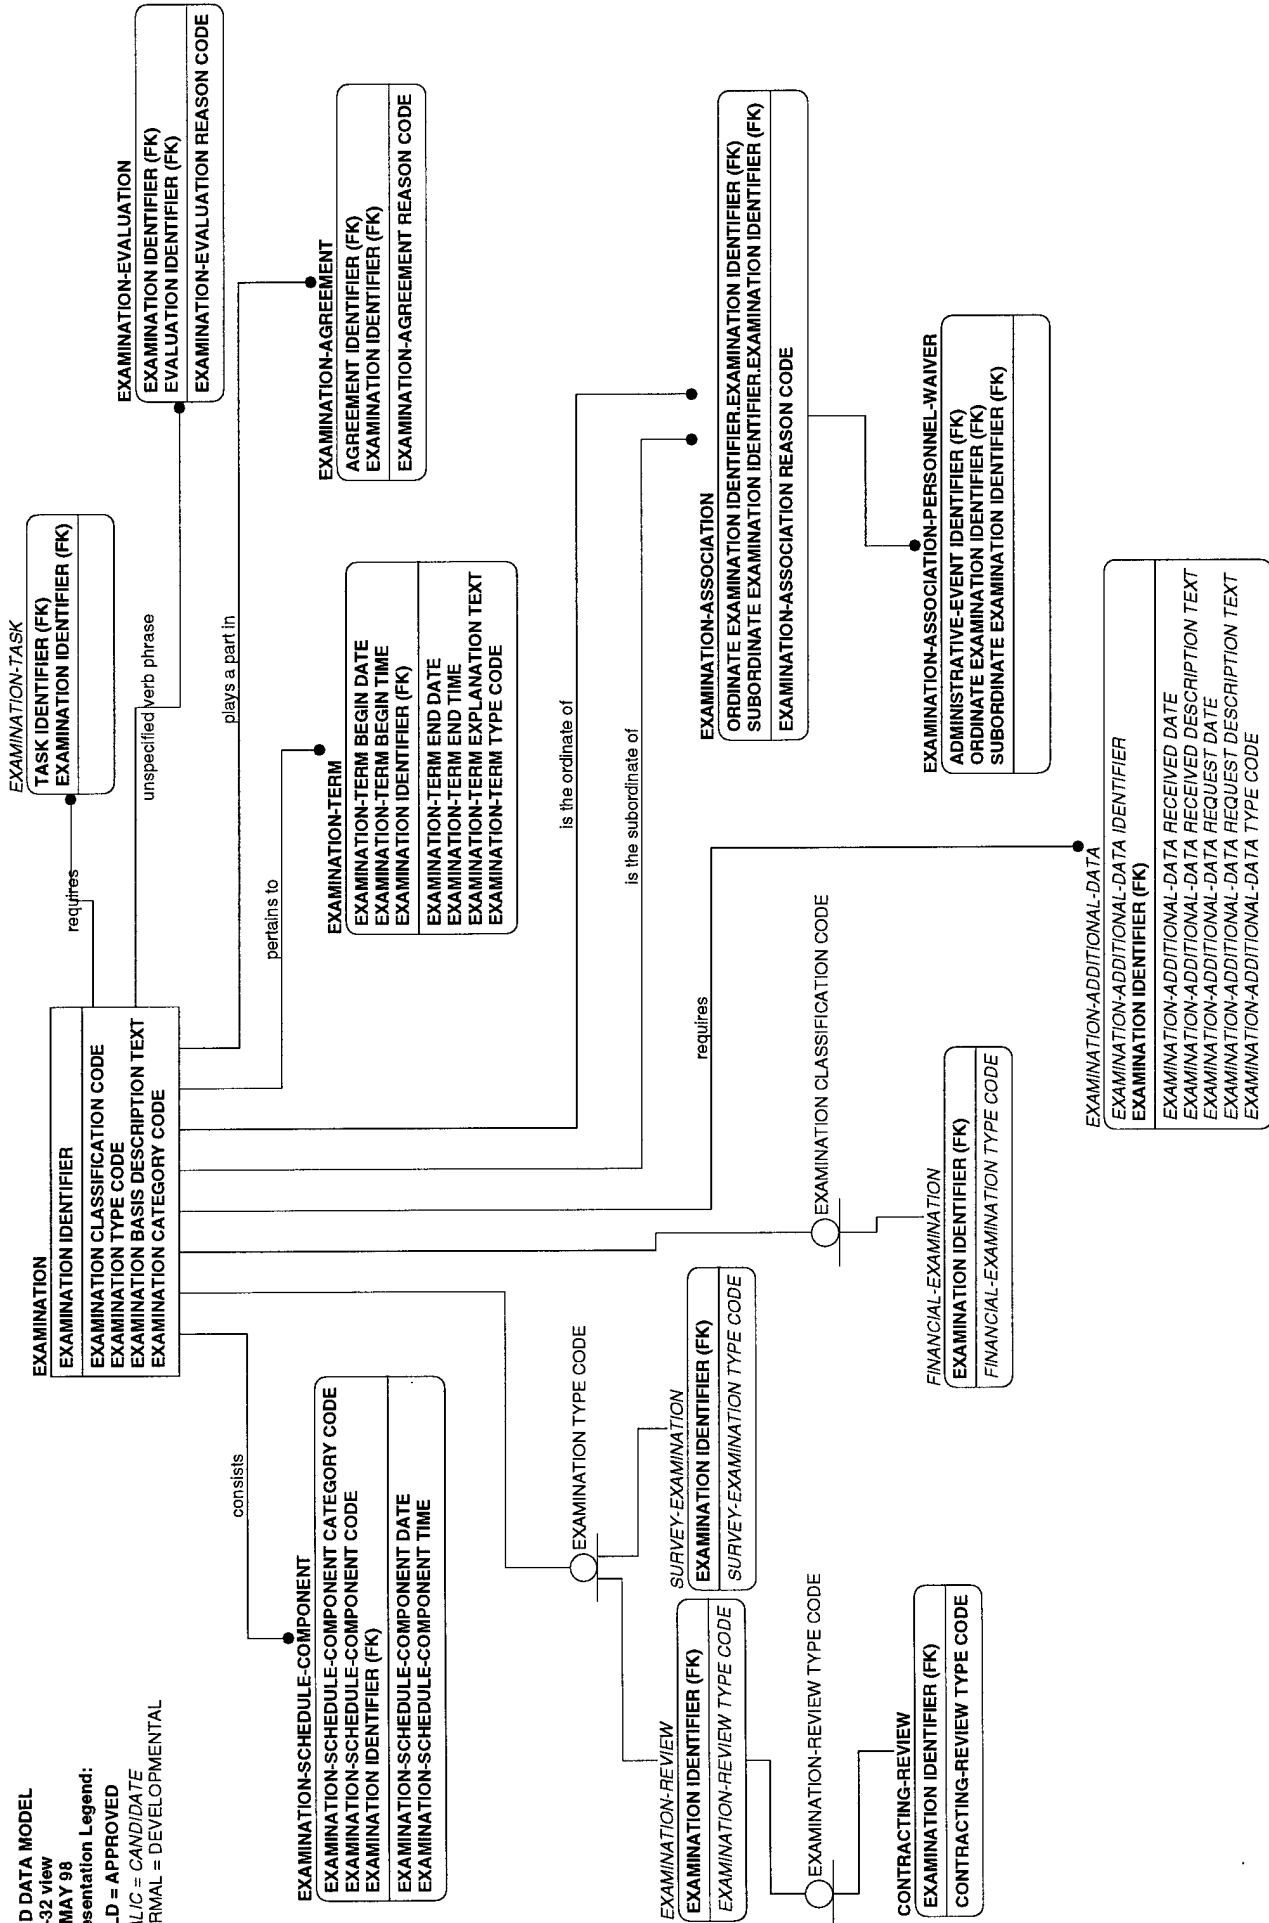 D DATA MODEL
-32 view
MAY 98
esentation Legend:
LD = APPROVED
ALIC = CANDIDATE
RMAL = DEVELOPMENTAL
EXAMINATION
EXAMINATION IDENTIFIER
EXAMINATION CLASSIFICATION CODE
EXAMINATION TYPE CODE
EXAMINATION BASIS DESCRIPTION TEXT
EXAMINATION CATEGORY CODE
requires
EXAMINATION-TASK
TASK IDENTIFIER (FK)
EXAMINATION IDENTIFIER (FK)
unspecified verb phrase
EXAMINATION-EVALUATION
EXAMINATION IDENTIFIER (FK)
EVALUATION IDENTIFIER (FK)
EXAMINATION-EVALUATION REASON CODE
plays a part in
EXAMINATION-AGREEMENT
AGREEMENT IDENTIFIER (FK)
EXAMINATION IDENTIFIER (FK)
EXAMINATION-AGREEMENT REASON CODE
pertains to
EXAMINATION-TERM
EXAMINATION-TERM BEGIN DATE
EXAMINATION-TERM BEGIN TIME
EXAMINATION IDENTIFIER (FK)
EXAMINATION-TERM END DATE
EXAMINATION-TERM END TIME
EXAMINATION-TERM EXPLANATION TEXT
EXAMINATION-TERM TYPE CODE
consists
EXAMINATION-SCHEDULE-COMPONENT
EXAMINATION-SCHEDULE-COMPONENT CATEGORY CODE
EXAMINATION-SCHEDULE-COMPONENT CODE
EXAMINATION IDENTIFIER (FK)
EXAMINATION-SCHEDULE-COMPONENT DATE
EXAMINATION-SCHEDULE-COMPONENT TIME
is the ordinate of
is the subordinate of
EXAMINATION-ASSOCIATION
ORDINATE EXAMINATION IDENTIFIER.EXAMINATION IDENTIFIER (FK)
SUBORDINATE EXAMINATION IDENTIFIER.EXAMINATION IDENTIFIER (FK)
EXAMINATION-ASSOCIATION REASON CODE
EXAMINATION TYPE CODE
SURVEY-EXAMINATION
EXAMINATION IDENTIFIER (FK)
SURVEY-EXAMINATION TYPE CODE
EXAMINATION-REVIEW
EXAMINATION IDENTIFIER (FK)
EXAMINATION-REVIEW TYPE CODE
requires
EXAMINATION-REVIEW TYPE CODE
EXAMINATION CLASSIFICATION CODE
CONTRACTING-REVIEW
EXAMINATION IDENTIFIER (FK)
CONTRACTING-REVIEW TYPE CODE
FINANCIAL-EXAMINATION
EXAMINATION IDENTIFIER (FK)
FINANCIAL-EXAMINATION TYPE CODE
EXAMINATION-ASSOCIATION-PERSONNEL-WAIVER
ADMINISTRATIVE-EVENT IDENTIFIER (FK)
ORDINATE EXAMINATION IDENTIFIER (FK)
SUBORDINATE EXAMINATION IDENTIFIER (FK)
EXAMINATION-ADDITIONAL-DATA
EXAMINATION-ADDITIONAL-DATA IDENTIFIER
EXAMINATION IDENTIFIER (FK)
EXAMINATION-ADDITIONAL-DATA RECEIVED DATE
EXAMINATION-ADDITIONAL-DATA RECEIVED DESCRIPTION TEXT
EXAMINATION-ADDITIONAL-DATA REQUEST DATE
EXAMINATION-ADDITIONAL-DATA REQUEST DESCRIPTION TEXT
EXAMINATION-ADDITIONAL-DATA TYPE CODE